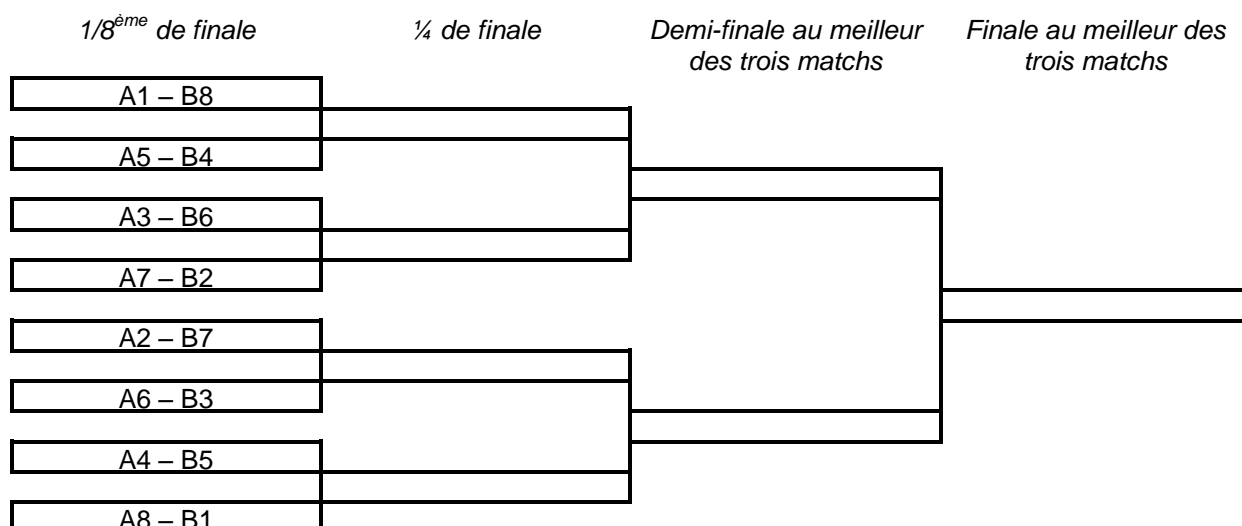 1/8ème de finale
¼ de finale
Demi-finale au meilleur
des trois matchs
Finale au meilleur des
trois matchs
A1 – B8
A5 – B4
A3 – B6
A7 – B2
A2 – B7
A6 – B3
A4 – B5
A8 – B1